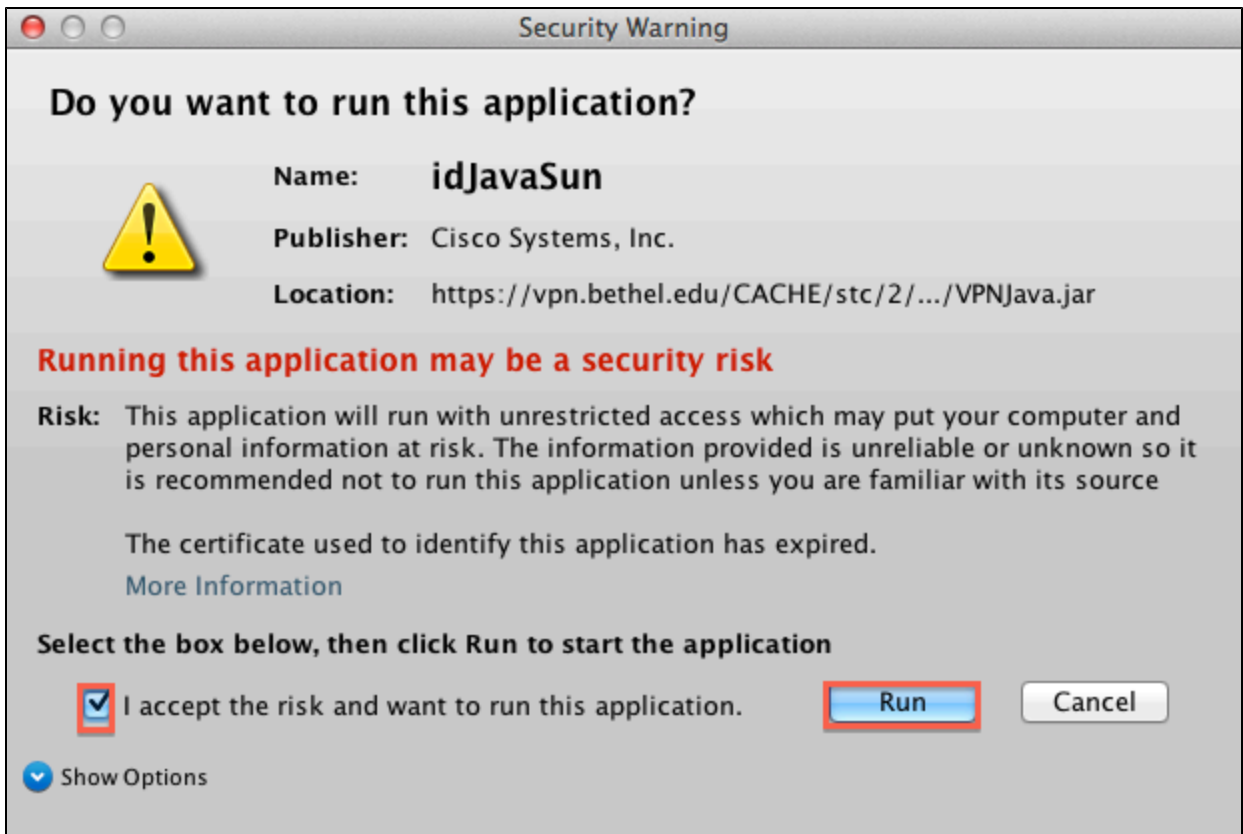 Security Warning
Do you want to run this application?
Name: idJavaSun
Publisher: Cisco Systems, Inc.
Location: https://vpn.bethel.edu/CACHE/stc/2/.../VPNJava.jar
Running this application may be a security risk
Risk: This application will run with unrestricted access which may put your computer and
personal information at risk. The information provided is unreliable or unknown so it
is recommended not to run this application unless you are familiar with its source
The certificate used to identify this application has expired.
More Information
Select the box below, then click Run to start the application
I accept the risk and want to run this application. Run Cancel
Show Options